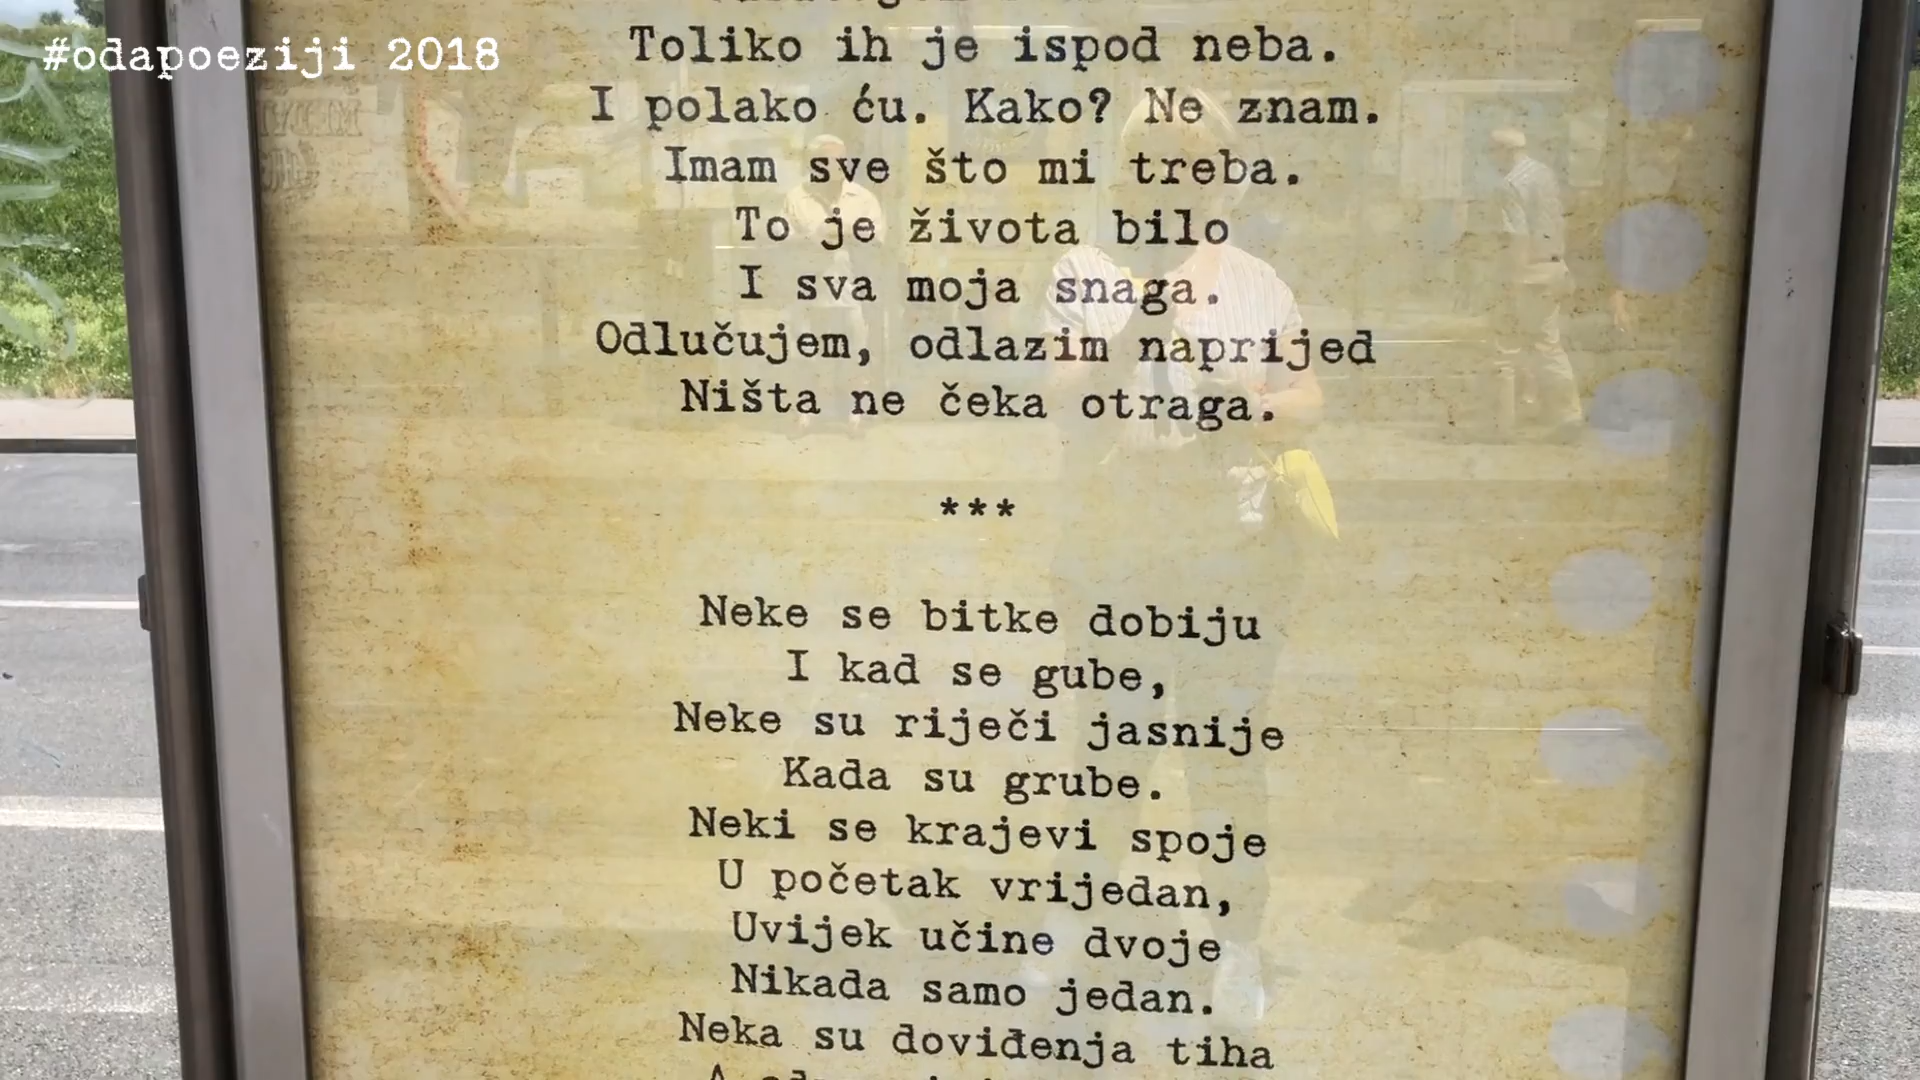 #odapoeziji 2018
Toliko ih je ispod neba.
I polako ću. Kako? Ne znam.
Imam sve što mi treba.
To je života bilo
I sva moja snaga.
Odlučujem, odlazim naprijed
Ništa ne čeka otraga.
***
Neke se bitke dobiju
I kad se gube,
Neke su riječi jasnije
Kada su grube.
Neki se krajevi spoje
U početak vrijedan,
Uvijek učine dvoje
Nikada samo jedan.
Neka su doviđenja tiha